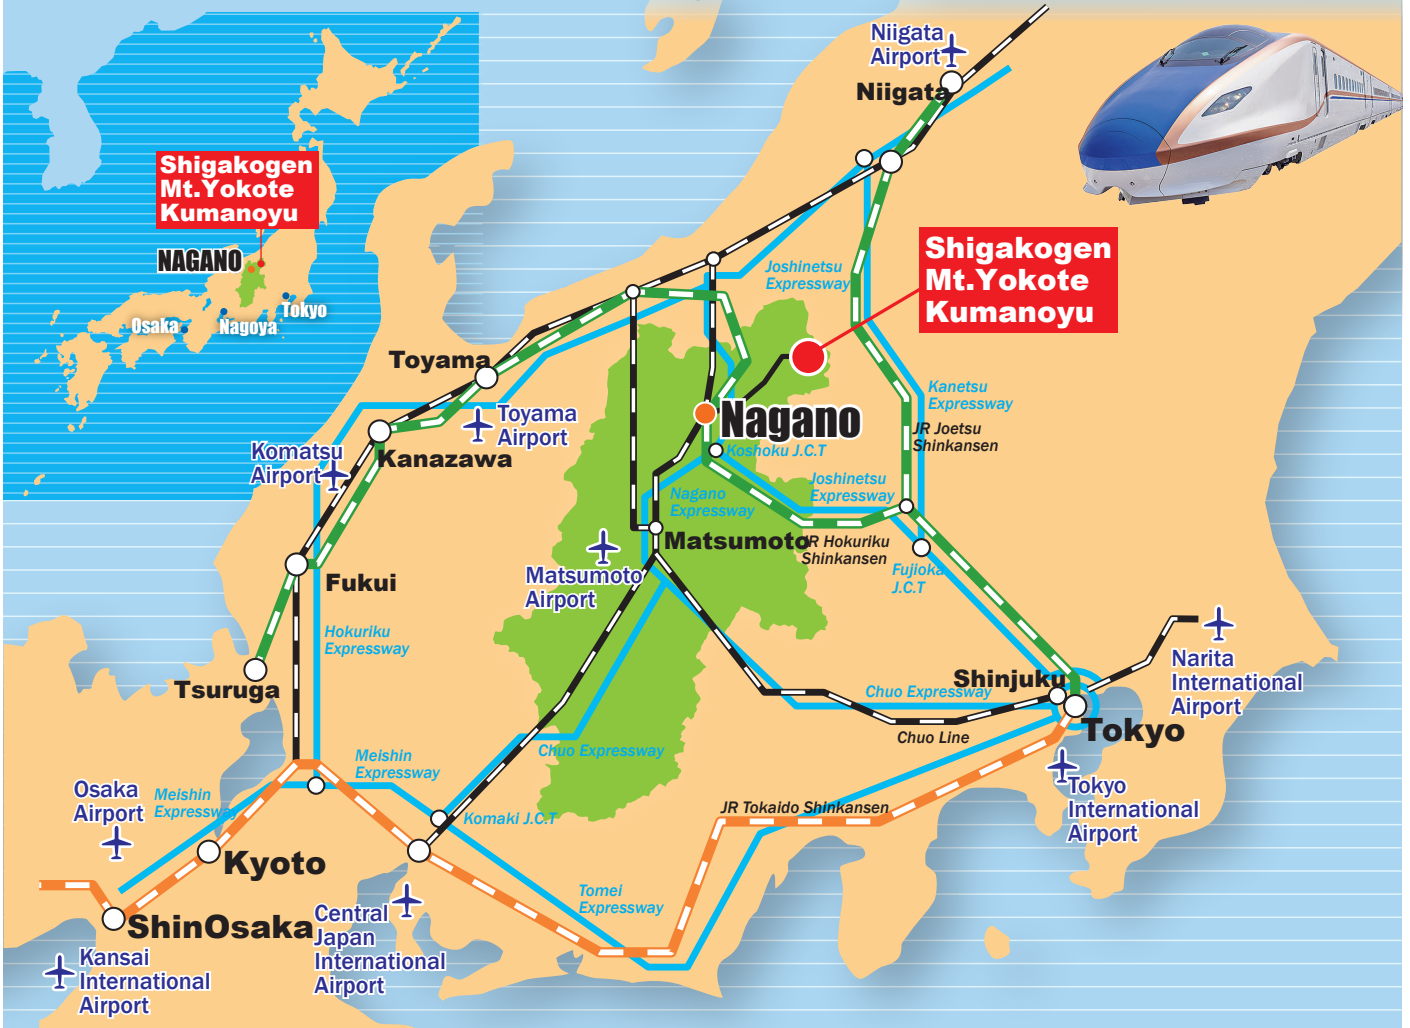 Niigata
Airport
Niigata
Shigakogen
Mt.Yokote
Kumanoyu
NAGANO
Tokyo
Osaka
Nagoya
Shigakogen
Mt.Yokote
Kumanoyu
Joshinetsu
Expressway
Toyama
Toyama
Airport
Kanetsu
Expressway
Nagano
JR Joetsu
Shinkansen
Komatsu
Airport
Kanazawa
Koshoku J.C.T
Joshinetsu
Expressway
Nagano
Expressway
Matsumoto
JR Hokuriku
Shinkansen
Matsumoto
Airport
Fujioka
J.C.T
Fukui
Hokuriku
Expressway
Tsuruga
Narita
International
Airport
Shinjuku
Chuo Expressway
Tokyo
Chuo Line
Chuo Expressway
Meishin
Expressway
Osaka
Airport
Meishin
Expressway
Tokyo
International
Airport
JR Tokaido Shinkansen
Komaki J.C.T
Kyoto
Tomei
Expressway
ShinOsaka
Central
Japan
International
Airport
Kansai
International
Airport